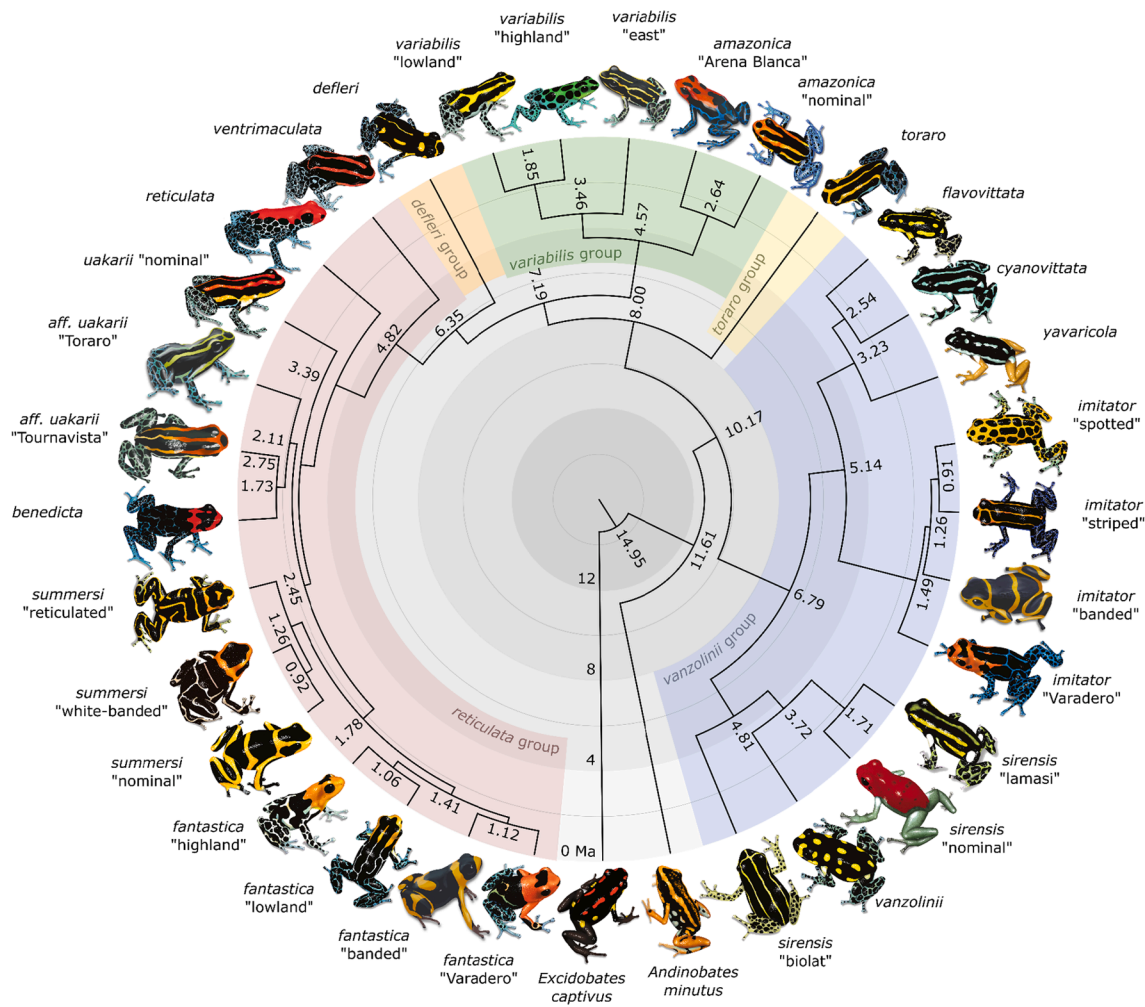 variabilis
"highland"
variabilis
"east"
variabilis
"lowland"
amazonica
"Arena Blanca"
amazonica
"nominal"
defleri
toraro
ventrimaculata
flavovittata
reticulata
cyanovittata
uakarii "nominal"
yavaricola
aff. uakarii
"Toraro"
imitator
"spotted"
aff. uakarii
"Tournavista"
imitator
"striped"
benedicta
imitator
"banded"
summersi
"reticulated"
imitator
"Varadero"
summersi
"white-banded"
sirensis
"lamasi"
summersi
"nominal"
sirensis
"nominal"
fantastica
"highland"
vanzolinii
fantastica
"lowland"
sirensis
"biolat"
fantastica
"banded"
fantastica
"Varadero"
Excidobates
captivus
Andinobates
minutus
defleri group
variabilis group
toraro group
vanzolinii group
reticulata group
1.85
3.46
4.57
2.64
7.19
8.00
6.35
4.82
3.39
2.11
2.75
1.73
2.45
1.26
0.92
1.78
1.06
1.41
1.12
2.54
3.23
10.17
5.14
0.91
1.26
1.49
11.61
14.95
6.79
4.81
3.72
1.71
12
8
4
0 Ma